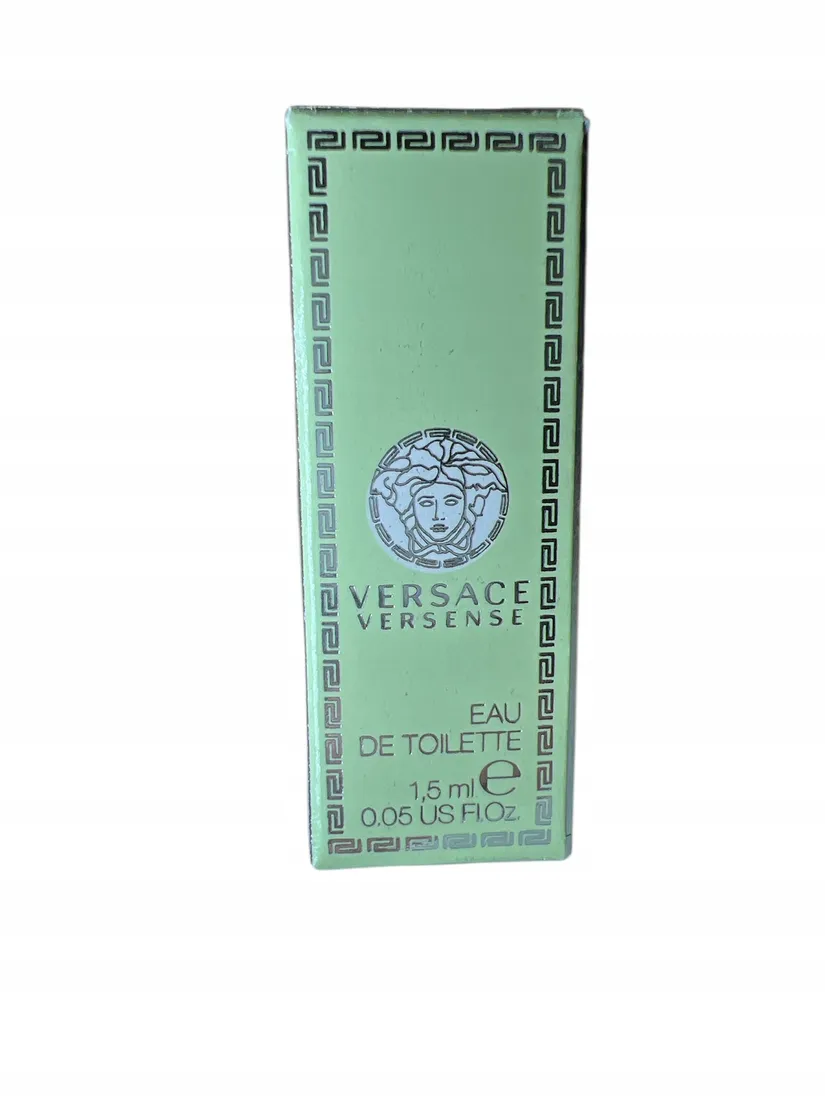 VERSACE
VERSENSE
EAU
DE TOILETTE
1,5 ml e
0.05 US Fl.Oz.